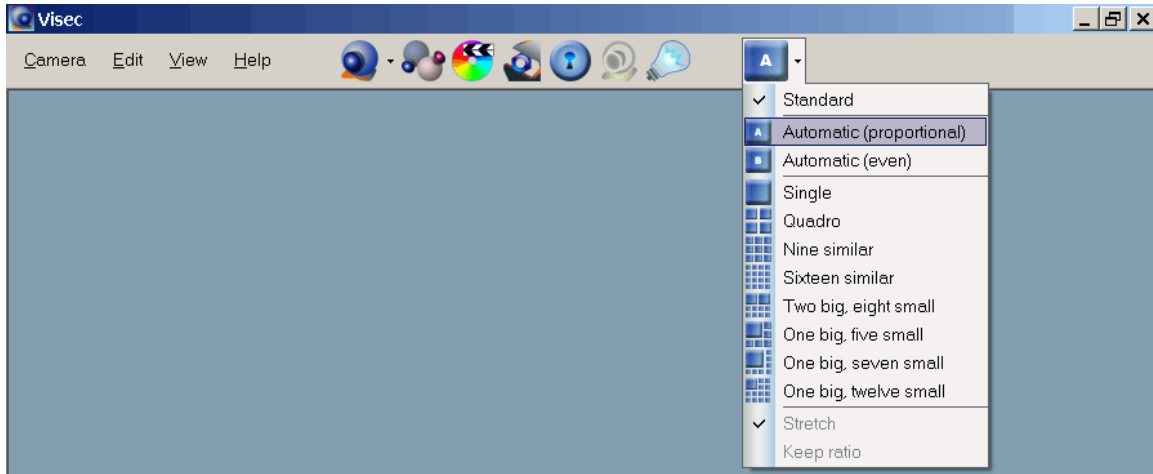 Visec
Camera Edit View Help
A
Standard
A Automatic (proportional)
B Automatic (even)
Single
Quadro
Nine similar
Sixteen similar
Two big, eight small
One big, five small
One big, seven small
One big, twelve small
Stretch
Keep ratio